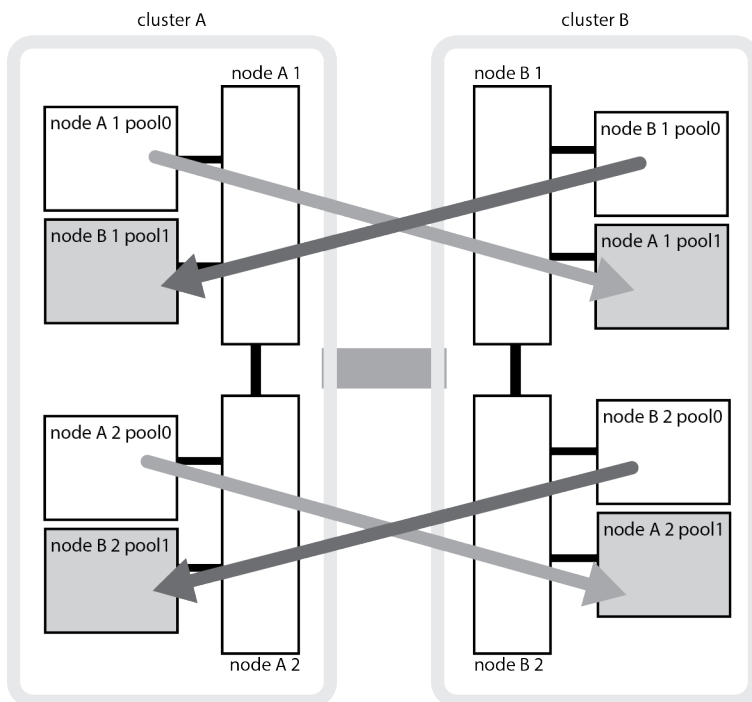 cluster A
cluster B
node A 1
node B 1
node A 1 pool0
node B 1 pool0
node B 1 pool1
node A 1 pool1
node A 2 pool0
node B 2 pool0
node B 2 pool1
node A 2 pool1
node A 2
node B 2